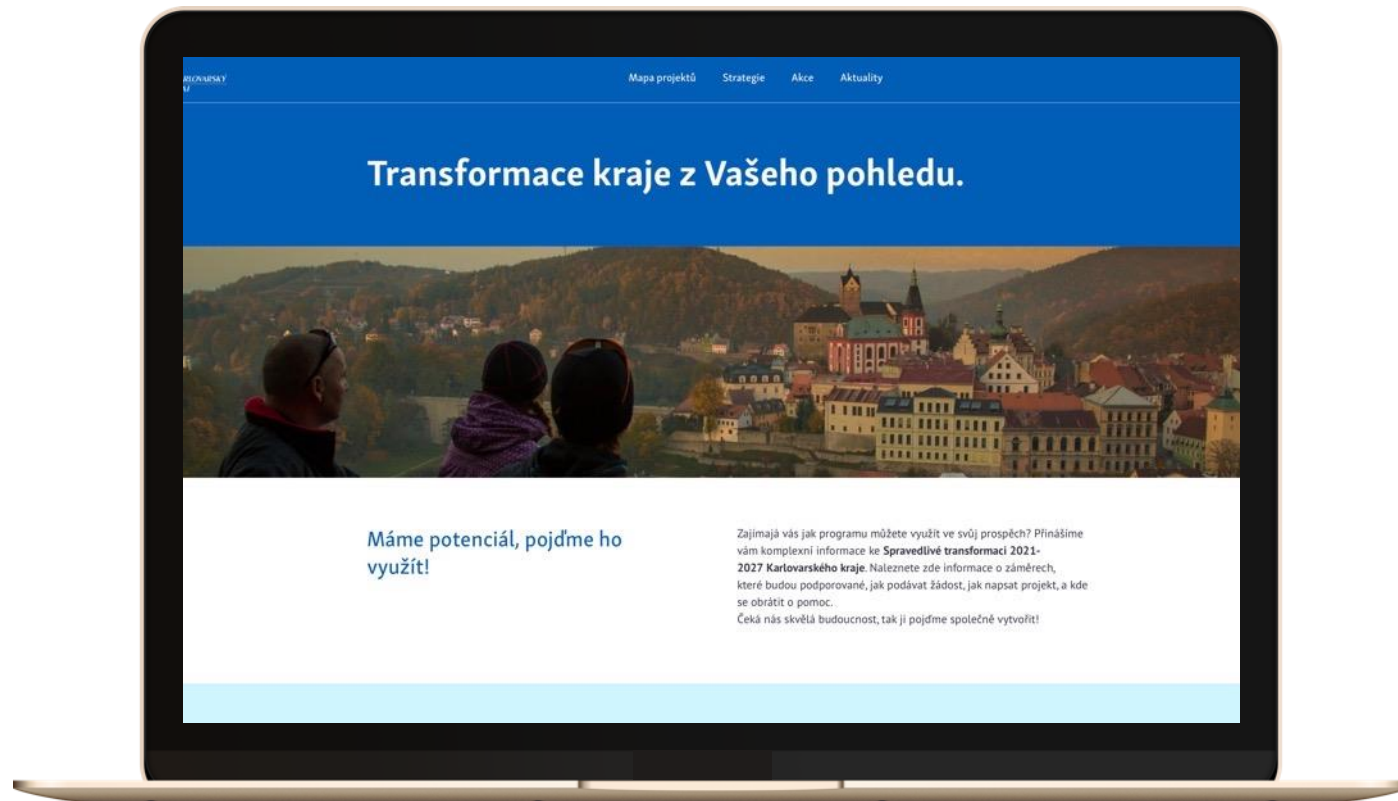 RLOVARSKÝ
AJ
Mapa projektů Strategie Akce Aktuality
Transformace kraje z Vašeho pohledu.
Máme potenciál, pojďme ho
využít!
Zajímají vás jak programu můžete využít ve svůj prospěch? Přinášíme
vám komplexní informace ke Spravedlivé transformaci 2021-
2027 Karlovarského kraje. Naleznete zde informace o záměrech,
které budou podporované, jak podávat žádost, jak napsat projekt, a kde
se obrátit o pomoc.
Čeká nás skvělá budoucnost, tak ji pojďme společně vytvořit!